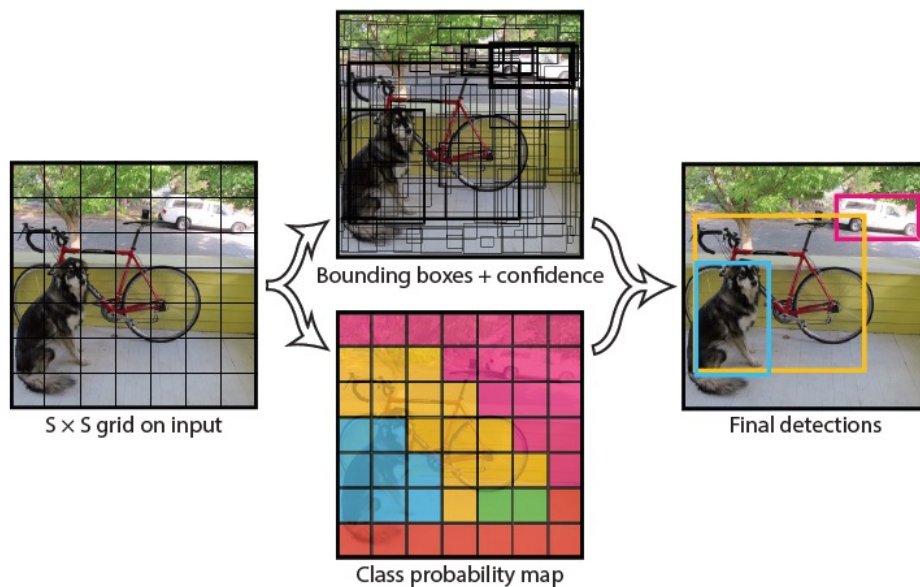 Bounding boxes + confidence
S × S grid on input
Final detections
Class probability map